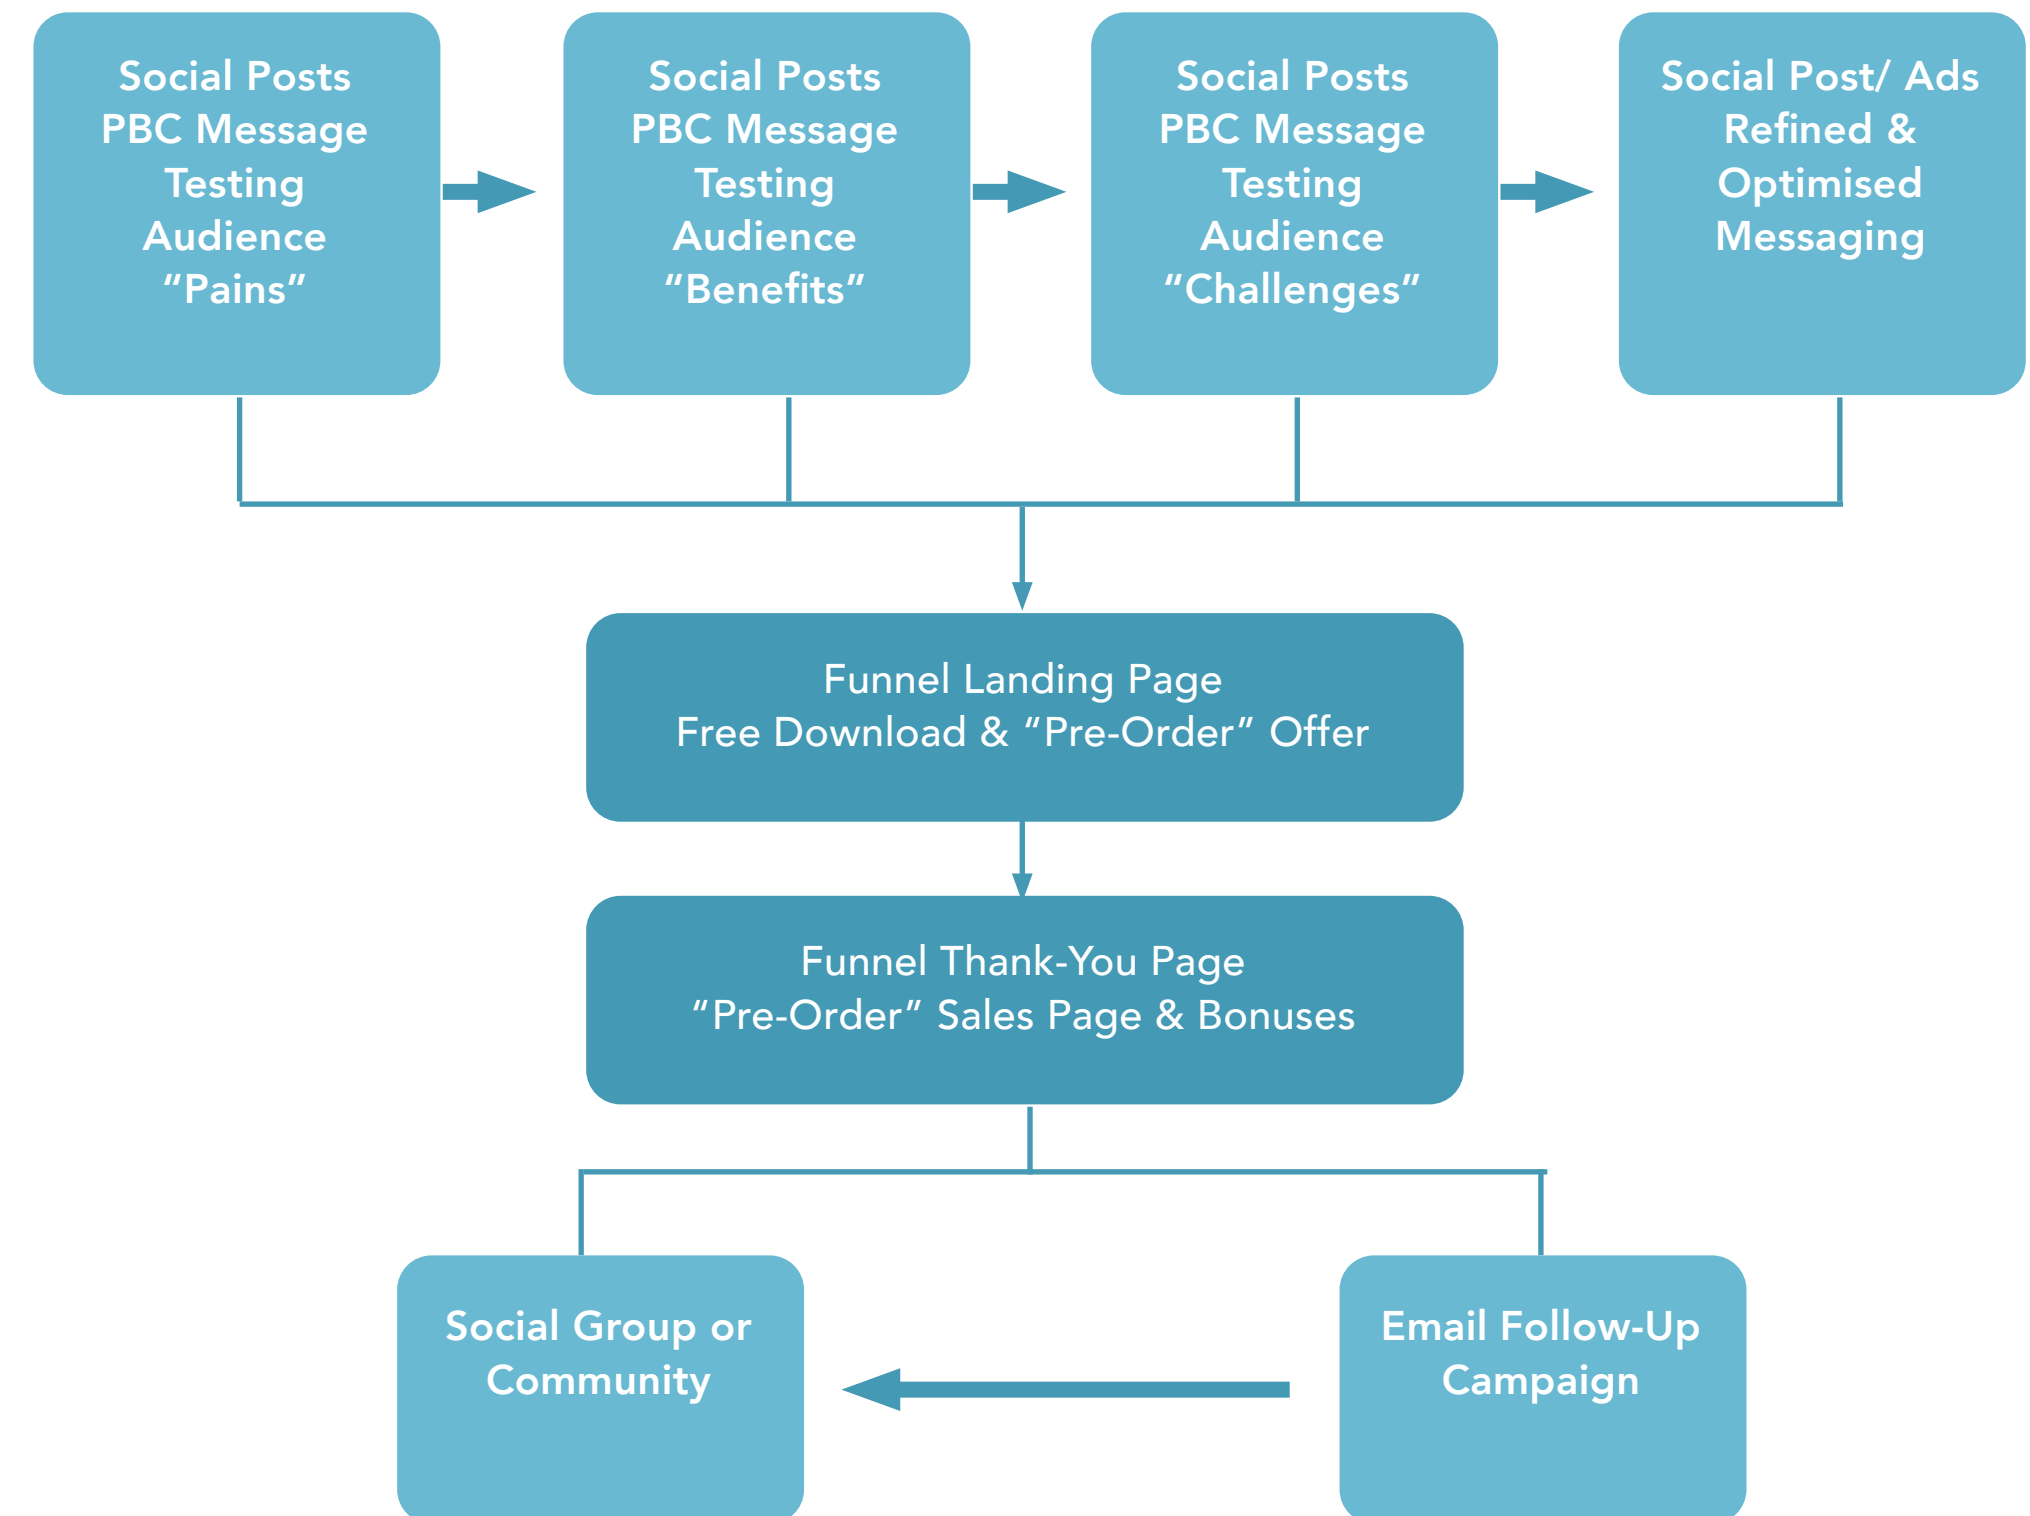 Social Posts
PBC Message
Testing
Audience
“Pains”
Social Posts
PBC Message
Testing
Audience
“Benefits”
Social Posts
PBC Message
Testing
Audience
“Challenges”
Social Post/ Ads
Refined &
Optimised
Messaging
Funnel Landing Page
Free Download & “Pre-Order” Offer
Funnel Thank-You Page
“Pre-Order” Sales Page & Bonuses
Social Group or
Community
Email Follow-Up
Campaign